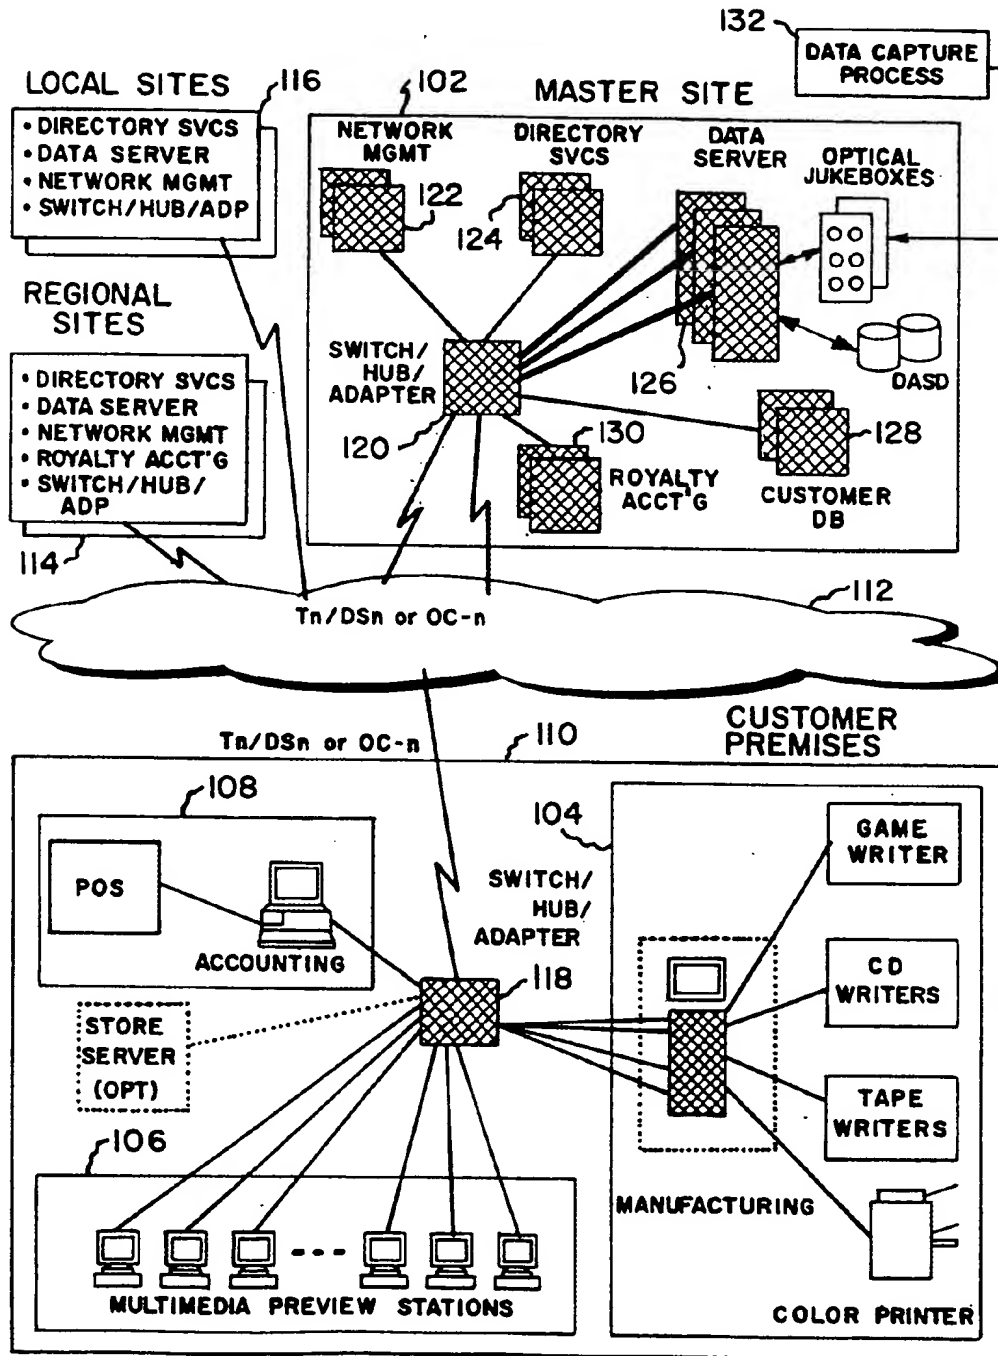 132
DATA CAPTURE
PROCESS
LOCAL SITES
116
• DIRECTORY SVCS
• DATA SERVER
• NETWORK MGMT
• SWITCH/HUB/ADP
102
MASTER SITE
NETWORK
MGMT
122
DIRECTORY
SVCS
124
DATA
SERVER
126
OPTICAL
JUKEBOXES
DASD
REGIONAL
SITES
• DIRECTORY SVCS
• DATA SERVER
• NETWORK MGMT
• ROYALTY ACCT'G
• SWITCH/HUB/
ADP
114
SWITCH/
HUB/
ADAPTER
120
130
ROYALTY
ACCT'G
128
CUSTOMER
DB
112
Tn/DSn or OC-n
Tn/DSn or OC-n
110
CUSTOMER
PREMISES
108
POS
ACCOUNTING
SWITCH/
HUB/
ADAPTER
118
STORE
SERVER
(OPT)
104
GAME
WRITER
CD
WRITERS
TAPE
WRITERS
MANUFACTURING
COLOR PRINTER
106
MULTIMEDIA PREVIEW STATIONS